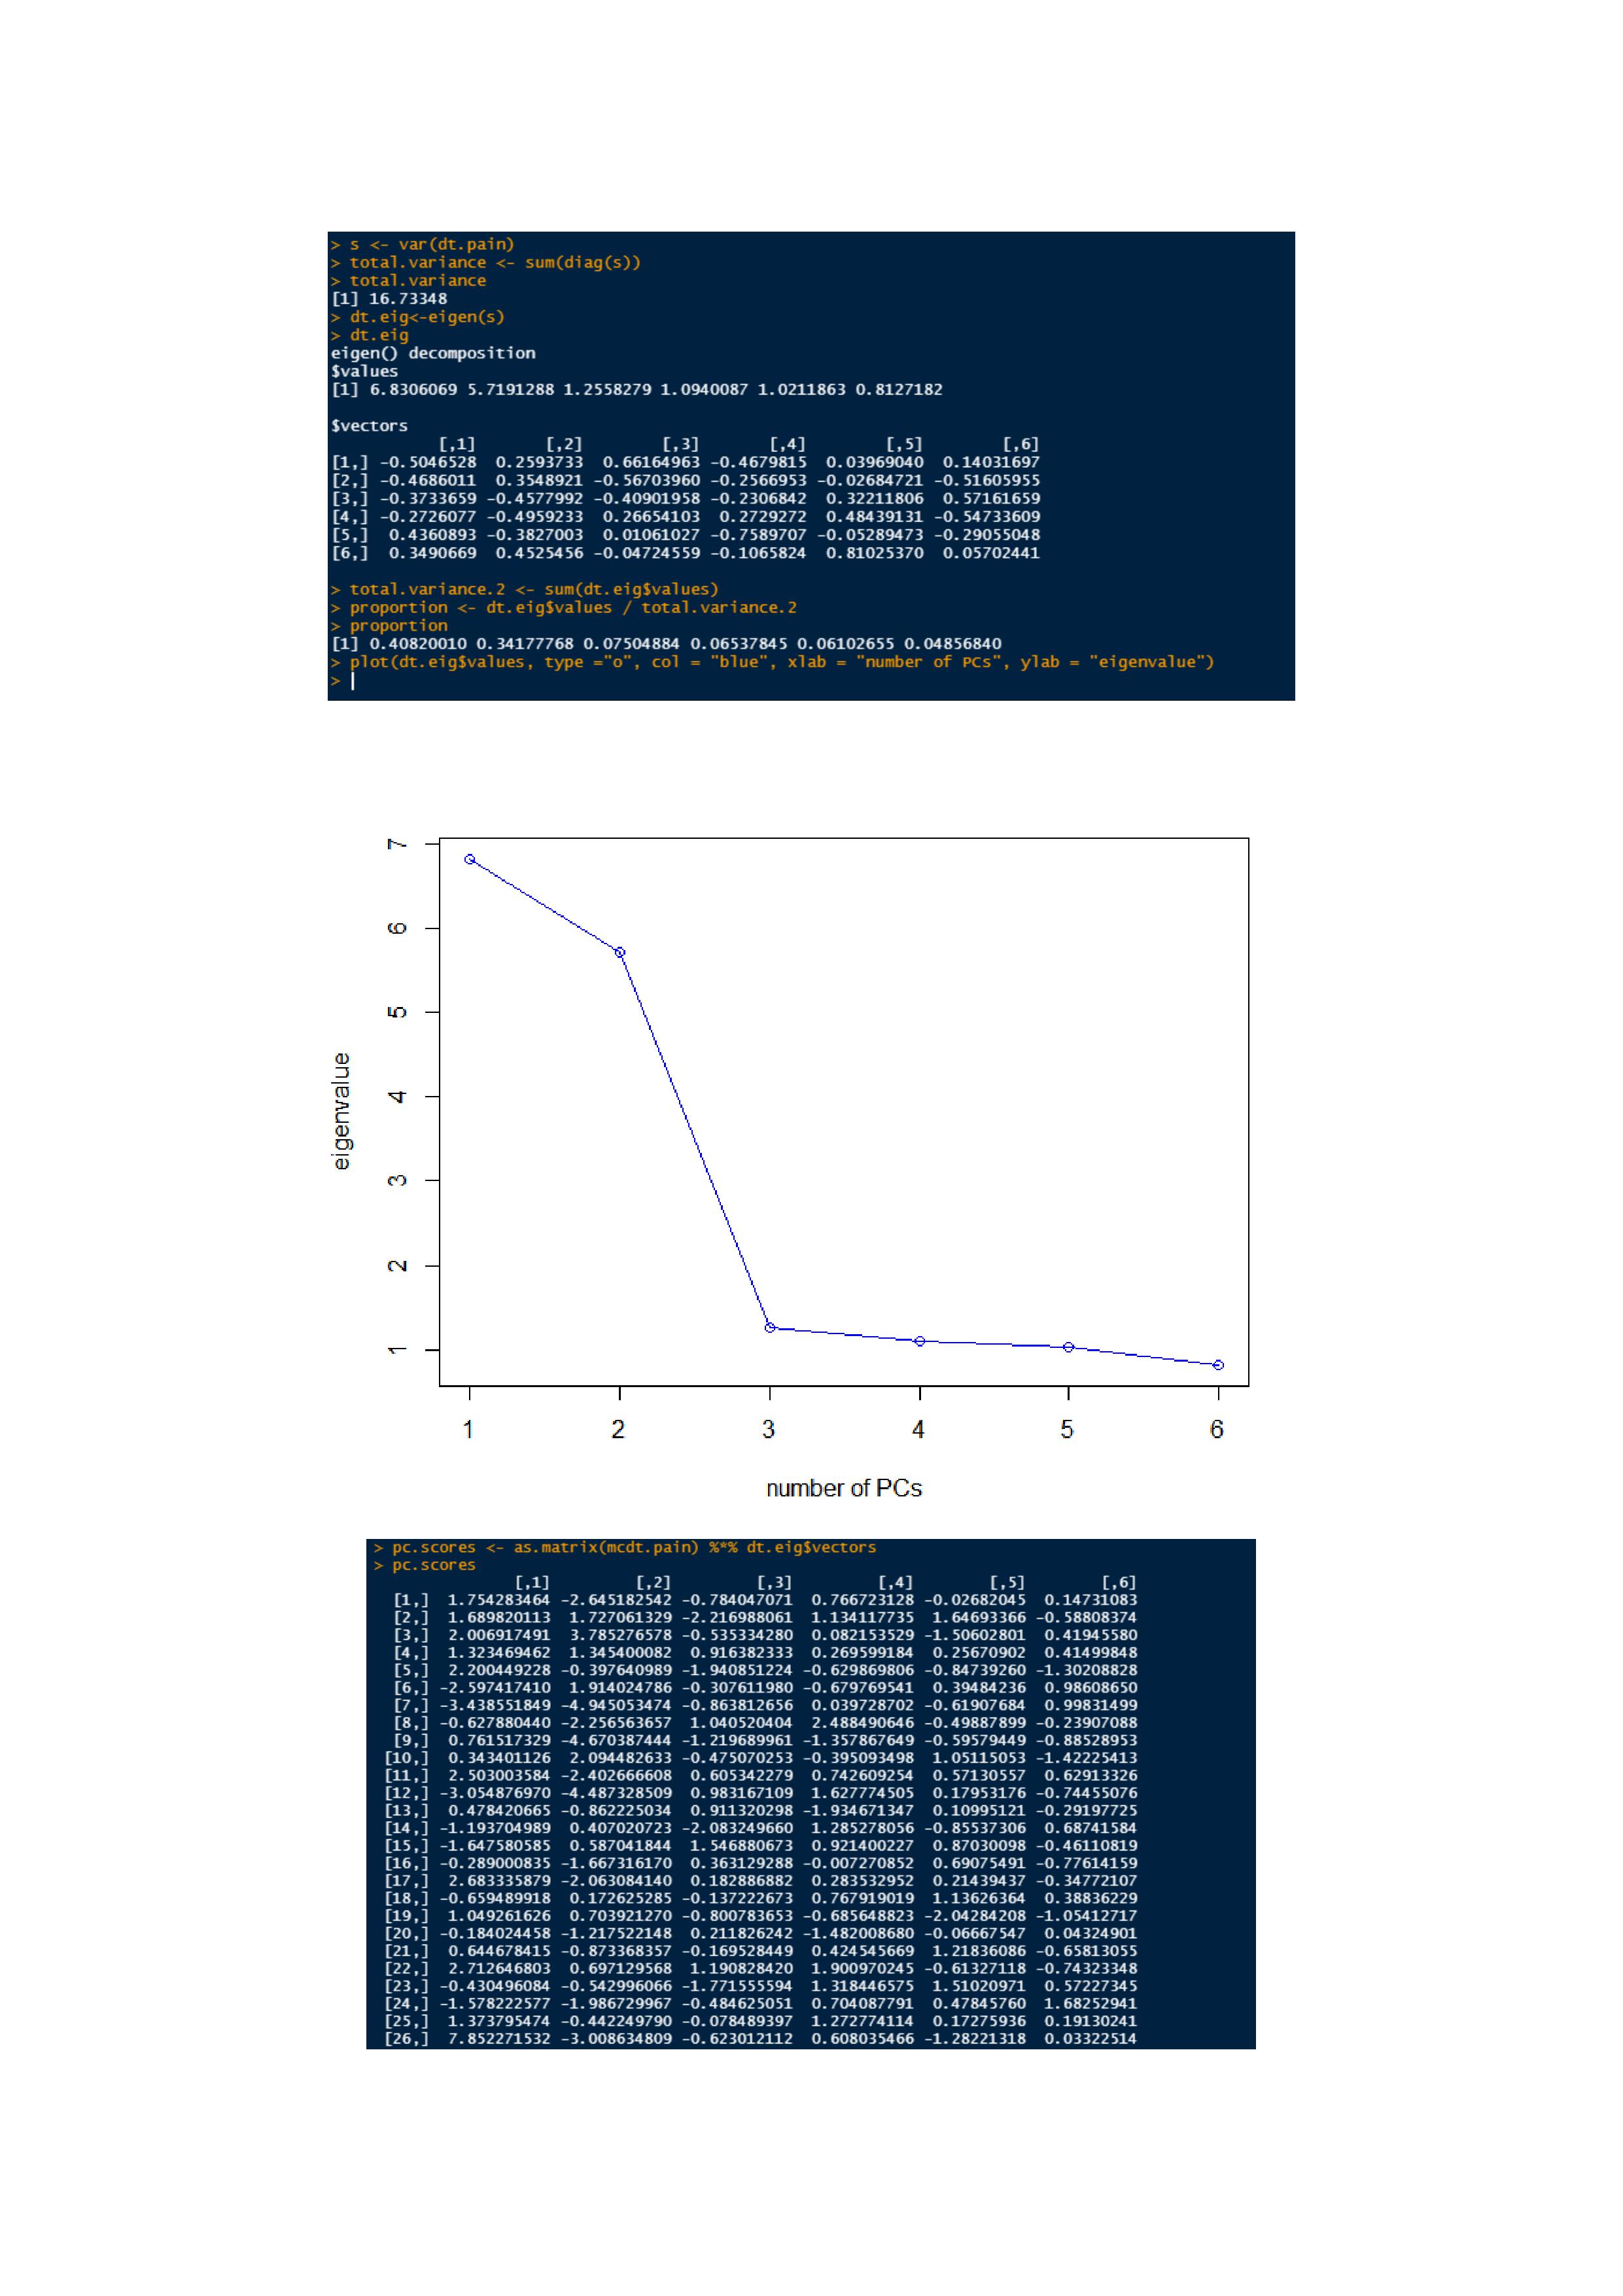 > s <- var(dt.pain)
> total.variance <- sum(diag(s))
> total.variance
[1] 16.73348
> dt.eig<-eigen(s)
> dt.eig
eigen() decomposition
$values
[1] 6.8306069 5.7191288 1.2558279 1.0940087 1.0211863 0.8127182
$vectors
[,1] [,2] [,3] [,4] [,5] [,6]
[1,] -0.5046528 0.2593733 0.66164963 -0.4679815 0.03969040 0.14031697
[2,] -0.4686011 0.3548921 -0.56703960 -0.2566953 -0.02684721 -0.51605955
[3,] -0.3733659 -0.4577992 -0.40901958 -0.2306842 0.32211806 0.57161659
[4,] -0.2726077 -0.4959233 0.26654103 0.2729272 0.48439131 -0.54733609
[5,] 0.4360893 -0.3827003 0.01061027 -0.7589707 -0.05289473 -0.29055048
[6,] 0.3490669 0.4525456 -0.04724559 -0.1065824 0.81025370 0.05702441
> total.variance.2 <- sum(dt.eig$values)
> proportion <- dt.eig$values / total.variance.2
> proportion
[1] 0.40820010 0.34177768 0.07504884 0.06537845 0.06102655 0.04856840
> plot(dt.eig$values, type ="o", col = "blue", xlab = "number of PCs", ylab = "eigenvalue")
>
7
6
5
4
3
2
1
eigenvalue
1 2 3 4 5 6
number of PCs
> pc.scores <- as.matrix(mcdt.pain) %*% dt.eig$vectors
> pc.scores
[,1] [,2] [,3] [,4] [,5] [,6]
[1,] 1.754283464 -2.645182542 -0.784047071 0.766723128 -0.02682045 0.14731083
[2,] 1.689820113 1.727061329 -2.216988061 1.134117735 1.64693366 -0.58808374
[3,] 2.006917491 3.785276578 -0.535334280 0.082153529 -1.50602801 0.41945580
[4,] 1.323469462 1.345400082 0.916382333 0.269599184 0.25670902 0.41499848
[5,] 2.200449228 -0.397640989 -1.940851224 -0.629869806 -0.84739260 -1.30208828
[6,] -2.597417410 1.914024786 -0.307611980 -0.679769541 0.39484236 0.98608650
[7,] -3.438551849 -4.945053474 -0.863812656 0.039728702 -0.61907684 0.99831499
[8,] -0.627880440 -2.256563657 1.040520404 2.488490646 -0.49887899 -0.23907088
[9,] 0.761517329 -4.670387444 -1.219689961 -1.357867649 -0.59579449 -0.88528953
[10,] 0.343401126 2.094482633 -0.475070253 -0.395093498 1.05115053 -1.42225413
[11,] 2.503003584 -2.402666608 0.605342279 0.742609254 0.57130557 0.62913326
[12,] -3.054876970 -4.487328509 0.983167109 1.627774505 0.17953176 -0.74455076
[13,] 0.478420665 -0.862225034 0.911320298 -1.934671347 0.10995121 -0.29197725
[14,] -1.193704989 0.407020723 -2.083249660 1.285278056 -0.85537306 0.68741584
[15,] -1.647580585 0.587041844 1.546880673 0.921400227 0.87030098 -0.46110819
[16,] -0.289000835 -1.667316170 0.363129288 -0.007270852 0.69075491 -0.77614159
[17,] 2.683335879 -2.063084140 0.182886882 0.283532952 0.21439437 -0.34772107
[18,] -0.659489918 0.172625285 -0.137222673 0.767919019 1.13626364 0.38836229
[19,] 1.049261626 0.703921270 -0.800783653 -0.685648823 -2.04284208 -1.05412717
[20,] -0.184024458 -1.217522148 0.211826242 -1.482008680 -0.06667547 0.04324901
[21,] 0.644678415 -0.873368357 -0.169528449 0.424545669 1.21836086 -0.65813055
[22,] 2.712646803 0.697129568 1.190828420 1.900970245 -0.61327118 -0.74323348
[23,] -0.430496084 -0.542996066 -1.771555594 1.318446575 1.51020971 0.57227345
[24,] -1.578222577 -1.986729967 -0.484625051 0.704087791 0.47845760 1.68252941
[25,] 1.373795474 -0.442249790 -0.078489397 1.272774114 0.17275936 0.19130241
[26,] 7.852271532 -3.008634809 -0.623012112 0.608035466 -1.28221318 0.03322514